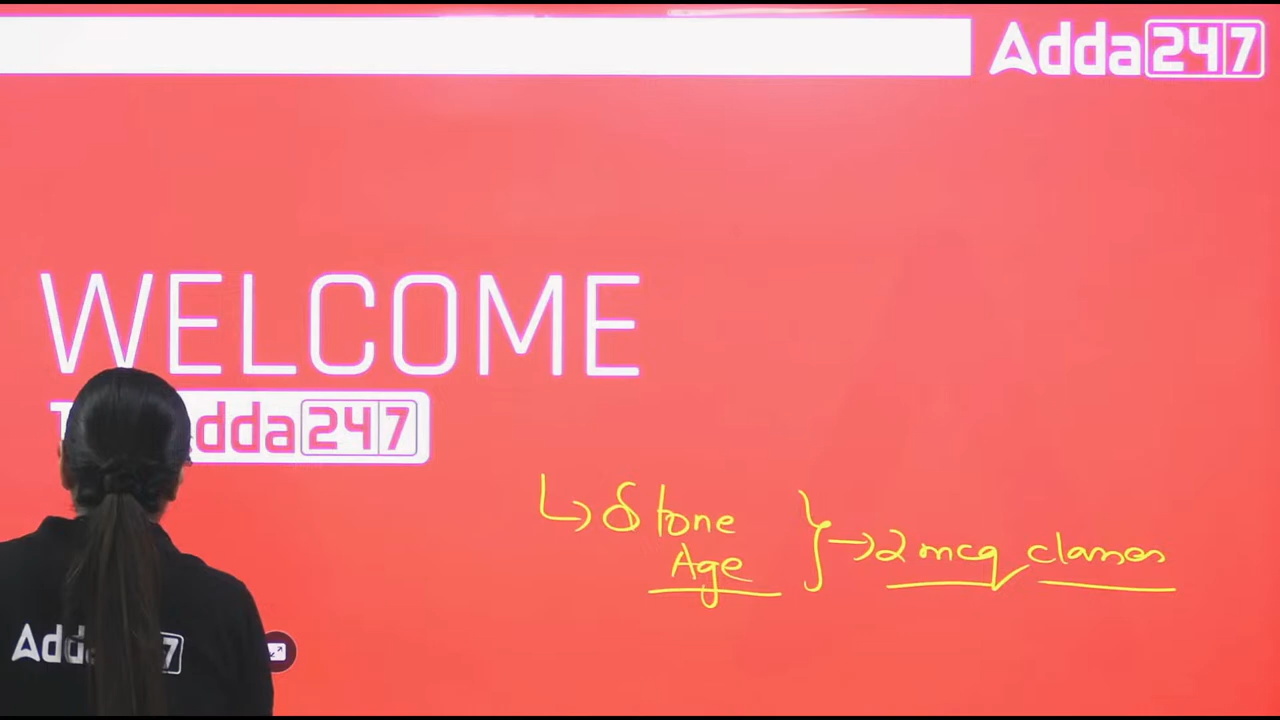 Adda247
WELCOME
dda247
Stone
Age
→ 2 mcq classes
Add 7